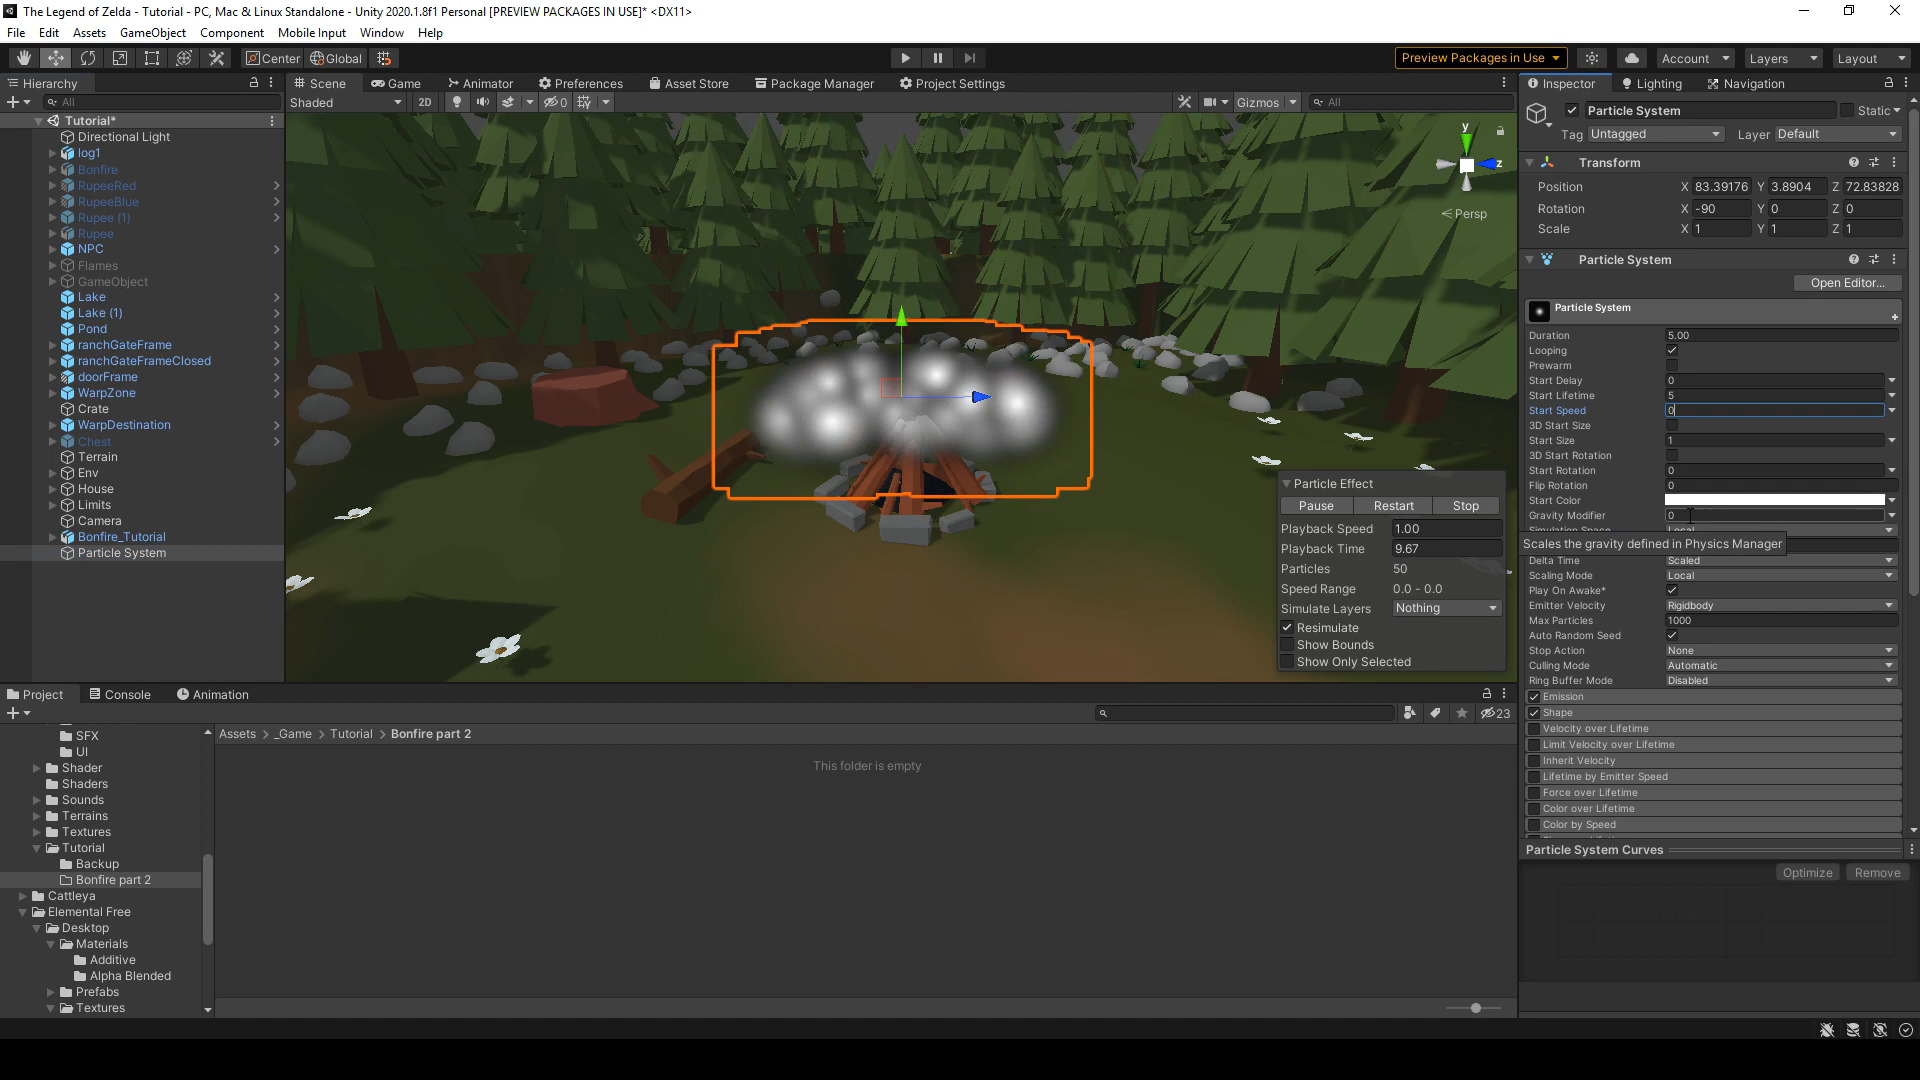 The Legend of Zelda - Tutorial - PC, Mac & Linux Standalone - Unity 2020.1.8f1 Personal [PREVIEW PACKAGES IN USE]* <DX11>
File Edit Assets GameObject Component Mobile Input Window Help
Center Global Preview Packages in Use Account Layers Layout
Hierarchy Scene Game Animator Preferences Asset Store Package Manager Project Settings Inspector Lighting Navigation
All Shaded 2D 0 Gizmos All
Tutorial*
Directional Light
log1
Bonfire
RupeeRed
RupeeBlue
Rupee (1)
Rupee
NPC
Flames
GameObject
Lake
Lake (1)
Pond
ranchGateFrame
ranchGateFrameClosed
doorFrame
WarpZone
Crate
WarpDestination
Chest
Terrain
Env
House
Limits
Camera
Bonfire_Tutorial
Particle System
y
z
Persp
Particle Effect
Pause Restart Stop
Playback Speed 1.00
Playback Time 9.67
Particles 50
Speed Range 0.0 - 0.0
Simulate Layers Nothing
Resimulate
Show Bounds
Show Only Selected
Particle System Static
Tag Untagged Layer Default
Transform
Position X 83.39176 Y 3.8904 Z 72.83828
Rotation X -90 Y 0 Z 0
Scale X 1 Y 1 Z 1
Particle System
Open Editor...
Particle System
Duration 5.00
Looping
Prewarm
Start Delay 0
Start Lifetime 5
Start Speed 0
3D Start Size
Start Size 1
3D Start Rotation
Start Rotation 0
Flip Rotation 0
Start Color
Gravity Modifier 0
Simulation Space Local
Scales the gravity defined in Physics Manager
Delta Time Scaled
Scaling Mode Local
Play On Awake*
Emitter Velocity Rigidbody
Max Particles 1000
Auto Random Seed
Stop Action None
Culling Mode Automatic
Ring Buffer Mode Disabled
Emission
Shape
Velocity over Lifetime
Limit Velocity over Lifetime
Inherit Velocity
Lifetime by Emitter Speed
Force over Lifetime
Color over Lifetime
Color by Speed
Particle System Curves
Optimize Remove
Project Console Animation
23
SFX
UI
Shader
Shaders
Sounds
Terrains
Textures
Tutorial
Backup
Bonfire part 2
Cattleya
Elemental Free
Desktop
Materials
Additive
Alpha Blended
Prefabs
Textures
Assets > _Game > Tutorial > Bonfire part 2
This folder is empty